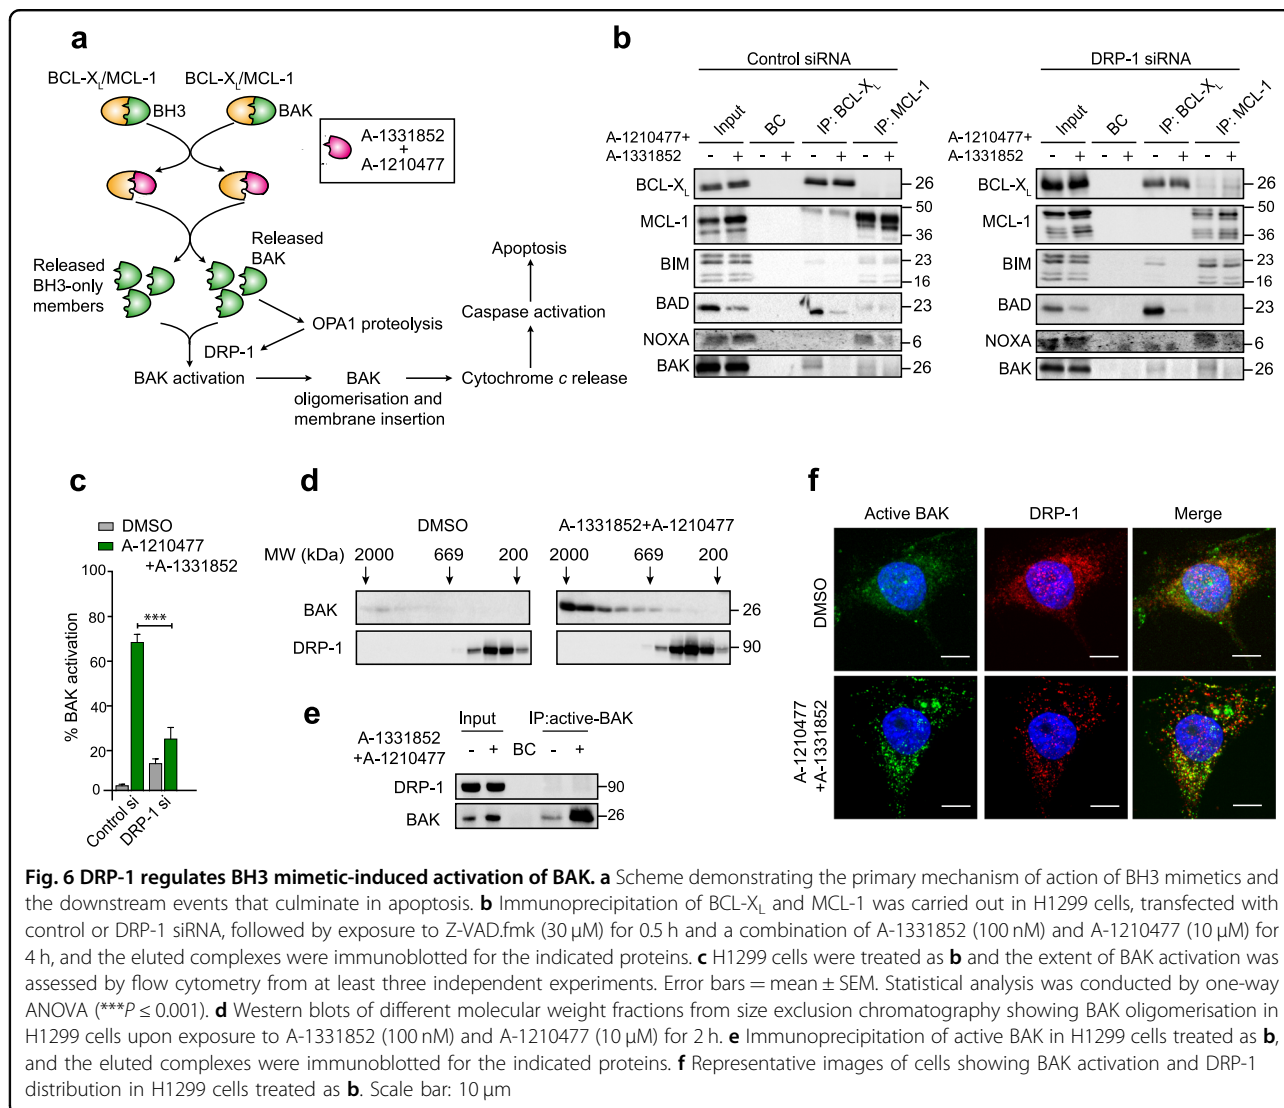 a
BCL-XL/MCL-1 BCL-XL/MCL-1
BH3 BAK
A-1331852
+
A-1210477
Released
BH3-only
members
Released
BAK
OPA1 proteolysis
DRP-1
BAK activation
BAK
oligomerisation and
membrane insertion
Cytochrome c release
Caspase activation
Apoptosis
b
Control siRNA
Input BC IP: BCL-XL IP: MCL-1
A-1210477+
A-1331852 - + - + - + - +
BCL-XL 26
MCL-1 50
36
BIM 23
16
BAD 23
NOXA 6
BAK 26
DRP-1 siRNA
Input BC IP: BCL-XL IP: MCL-1
A-1210477+
A-1331852 - + - + - + - +
BCL-XL 26
MCL-1 50
36
BIM 23
16
BAD 23
NOXA 6
BAK 26
c
DMSO
A-1210477
+A-1331852
% BAK activation
100
80
60
40
20
0
***
Control si DRP-1 si
d
DMSO A-1331852+A-1210477
MW (kDa) 2000 669 200 2000 669 200
BAK 26
DRP-1 90
e
Input IP:active-BAK
A-1331852
+A-1210477 - + BC - +
DRP-1 90
BAK 26
f
Active BAK DRP-1 Merge
DMSO
A-1210477
+A-1331852
Fig. 6 DRP-1 regulates BH3 mimetic-induced activation of BAK. a Scheme demonstrating the primary mechanism of action of BH3 mimetics and
the downstream events that culminate in apoptosis. b Immunoprecipitation of BCL-XL and MCL-1 was carried out in H1299 cells, transfected with
control or DRP-1 siRNA, followed by exposure to Z-VAD.fmk (30 μM) for 0.5 h and a combination of A-1331852 (100 nM) and A-1210477 (10 μM) for
4 h, and the eluted complexes were immunoblotted for the indicated proteins. c H1299 cells were treated as b and the extent of BAK activation was
assessed by flow cytometry from at least three independent experiments. Error bars = mean ± SEM. Statistical analysis was conducted by one-way
ANOVA (***P ≤ 0.001). d Western blots of different molecular weight fractions from size exclusion chromatography showing BAK oligomerisation in
H1299 cells upon exposure to A-1331852 (100 nM) and A-1210477 (10 μM) for 2 h. e Immunoprecipitation of active BAK in H1299 cells treated as b,
and the eluted complexes were immunoblotted for the indicated proteins. f Representative images of cells showing BAK activation and DRP-1
distribution in H1299 cells treated as b. Scale bar: 10 μm